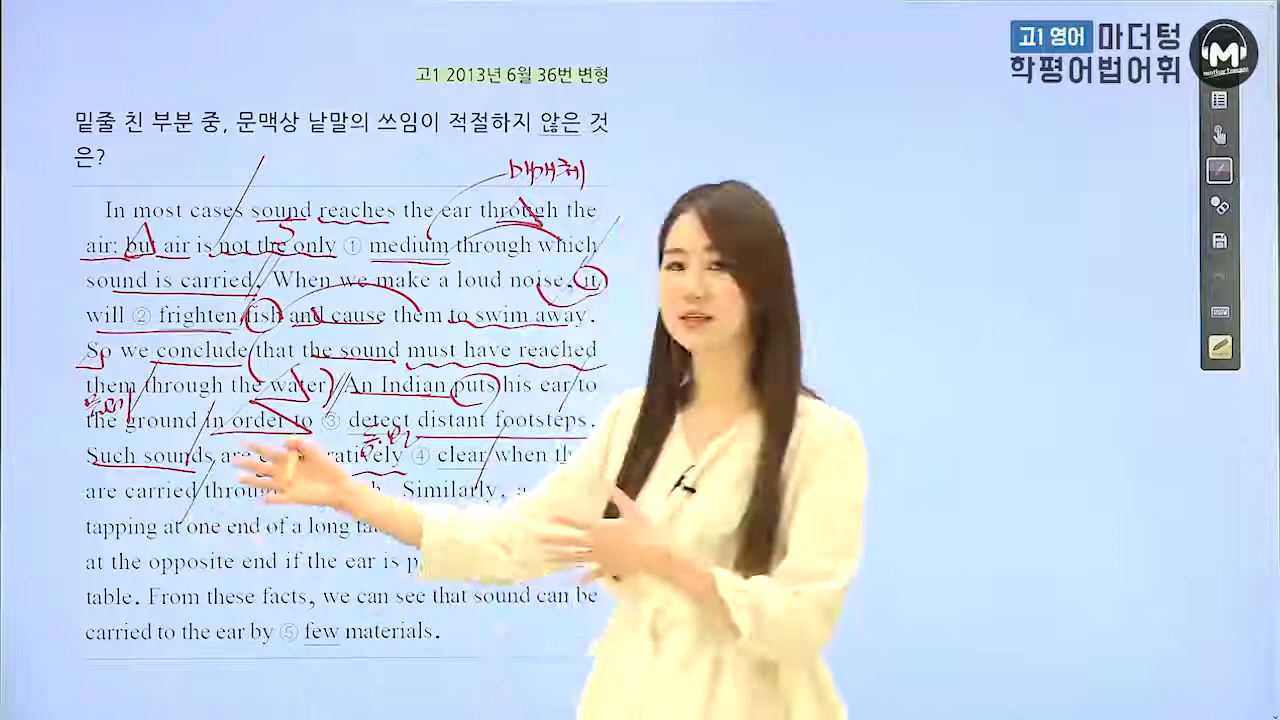 고1 영어 마더텅
학평어법어휘
M
고1 2013년 6월 36번 변형
밑줄 친 부분 중, 문맥상 낱말의 쓰임이 적절하지 않은 것
은?
매개체
In most cases sound reaches the ear through the
air; but air is not the only ① medium through which
sound is carried. When we make a loud noise, it
will ② frighten fish and cause them to swim away.
So we conclude that the sound must have reached
them through the water. An Indian puts his ear to
the ground in order to ③ detect distant footsteps.
Such sounds are ④ clear when
are carried Similarly, a
tapping at one end of a long
at the opposite end if the ear is
table. From these facts, we can see that sound can be
carried to the ear by ⑤ few materials.